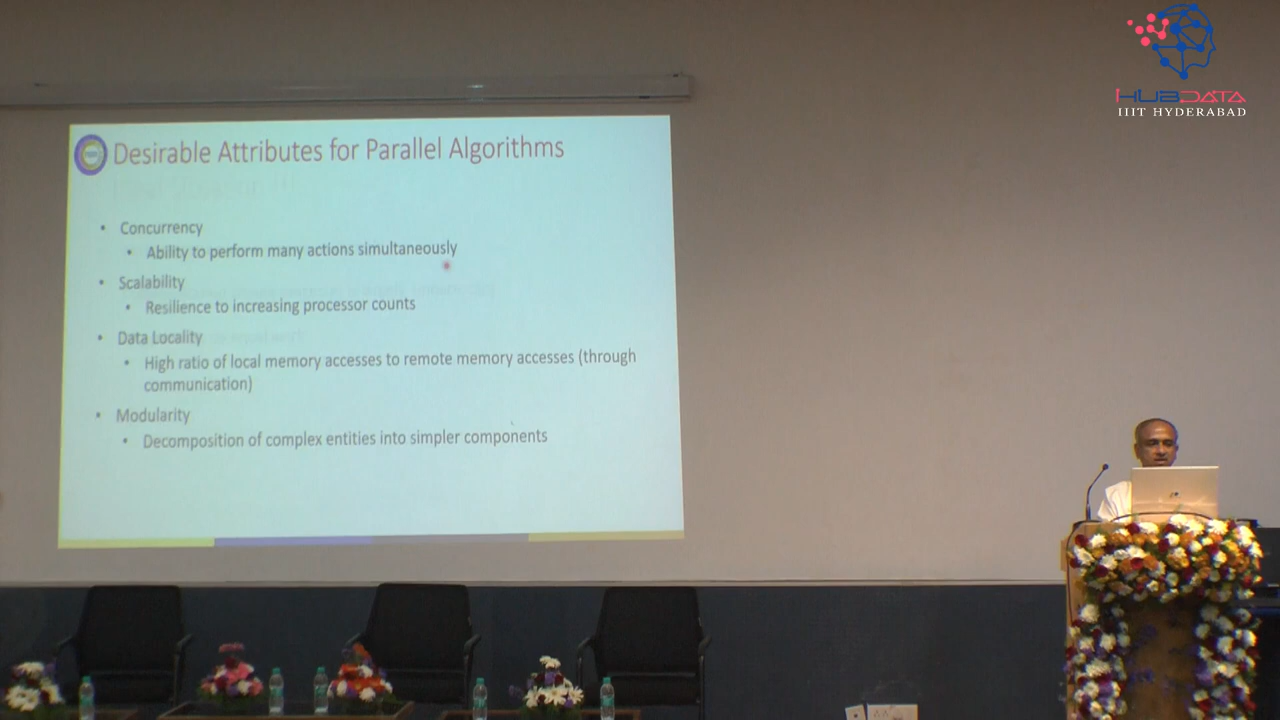 iHUBDATA
IIIT HYDERABAD
Desirable Attributes for Parallel Algorithms
• Concurrency
• Ability to perform many actions simultaneously
• Scalability
• Resilience to increasing processor counts
• Data Locality
• High ratio of local memory accesses to remote memory accesses (through
communication)
• Modularity
• Decomposition of complex entities into simpler components